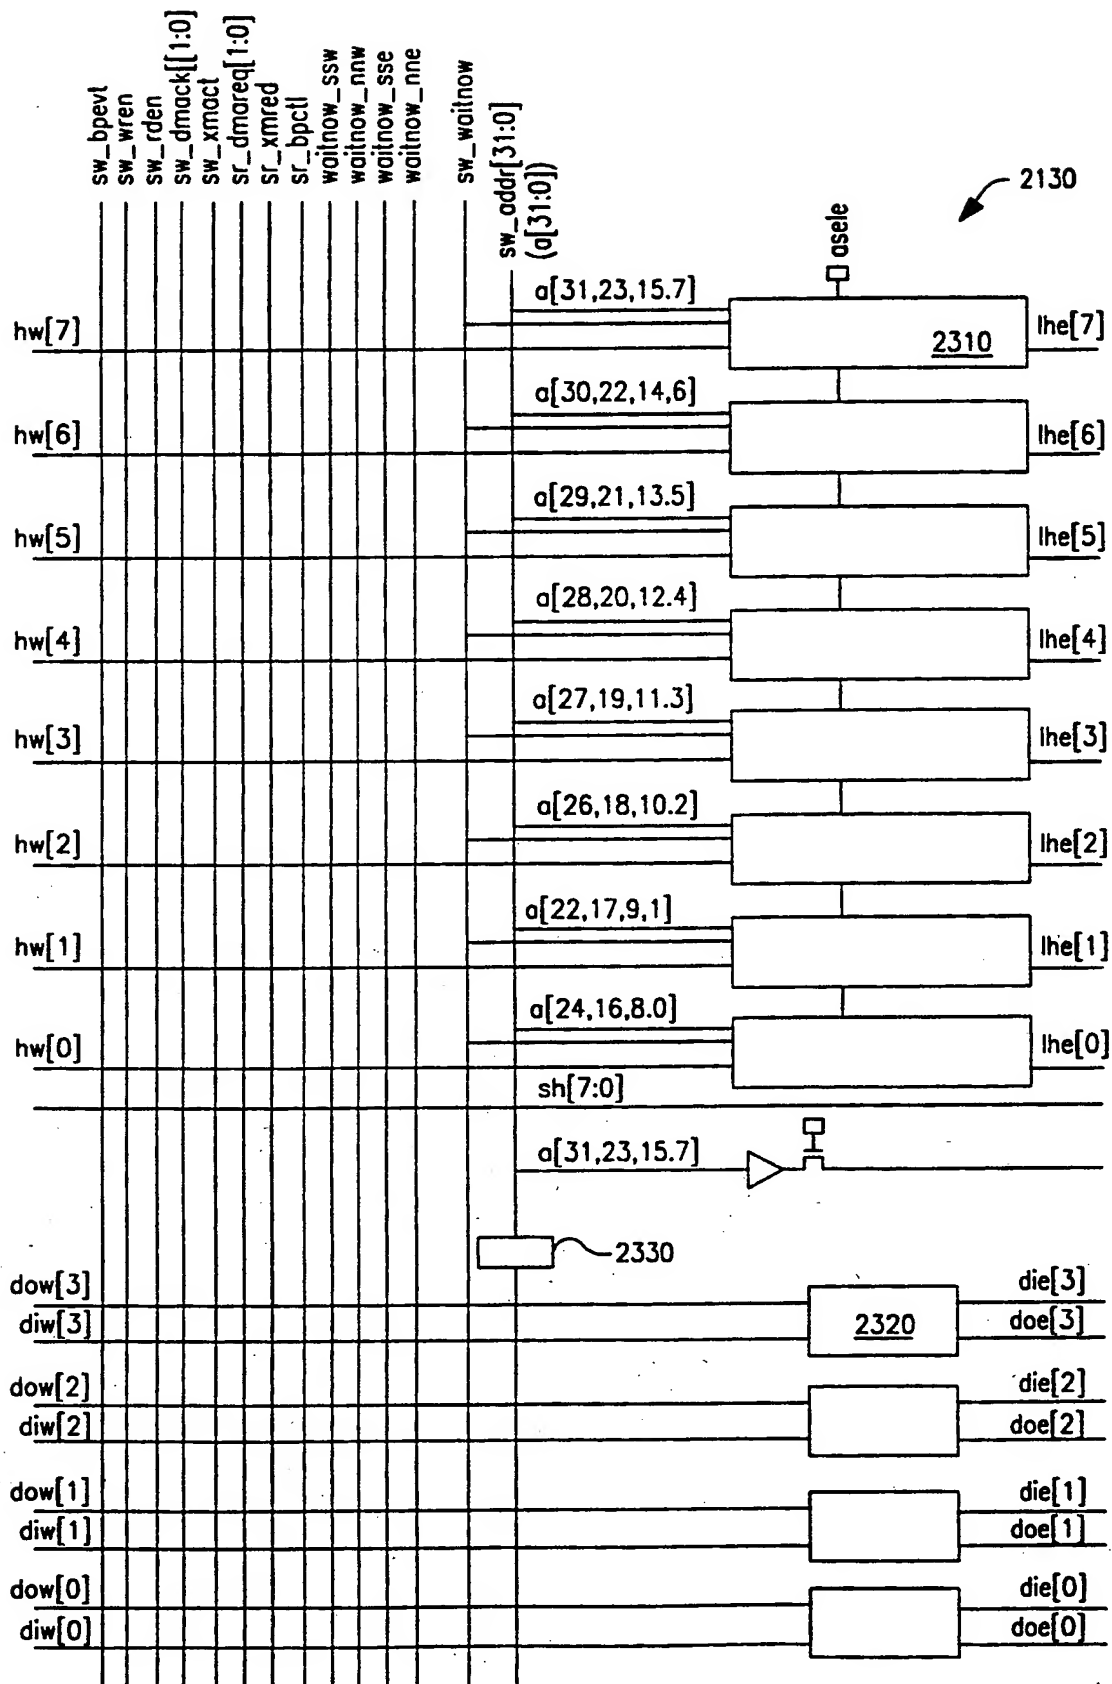 sw_bpevt
sw_wren
sw_rden
sw_dmack[[1:0]
sw_xmact
sr_dmareq[1:0]
sr_xmred
sr_bpctl
waitnow_ssw
waitnow_nnw
waitnow_sse
waitnow_nne
sw_waitnow
sw_addr[31:0]
(a[31:0])
asele
2130
a[31,23,15.7]
hw[7]
2310
lhe[7]
a[30,22,14,6]
hw[6]
lhe[6]
a[29,21,13.5]
hw[5]
lhe[5]
a[28,20,12.4]
hw[4]
lhe[4]
a[27,19,11.3]
hw[3]
lhe[3]
a[26,18,10.2]
hw[2]
lhe[2]
a[22,17,9,1]
hw[1]
lhe[1]
a[24,16,8.0]
hw[0]
lhe[0]
sh[7:0]
a[31,23,15.7]
2330
dow[3]
die[3]
diw[3]
2320
doe[3]
dow[2]
die[2]
diw[2]
doe[2]
dow[1]
die[1]
diw[1]
doe[1]
dow[0]
die[0]
diw[0]
doe[0]